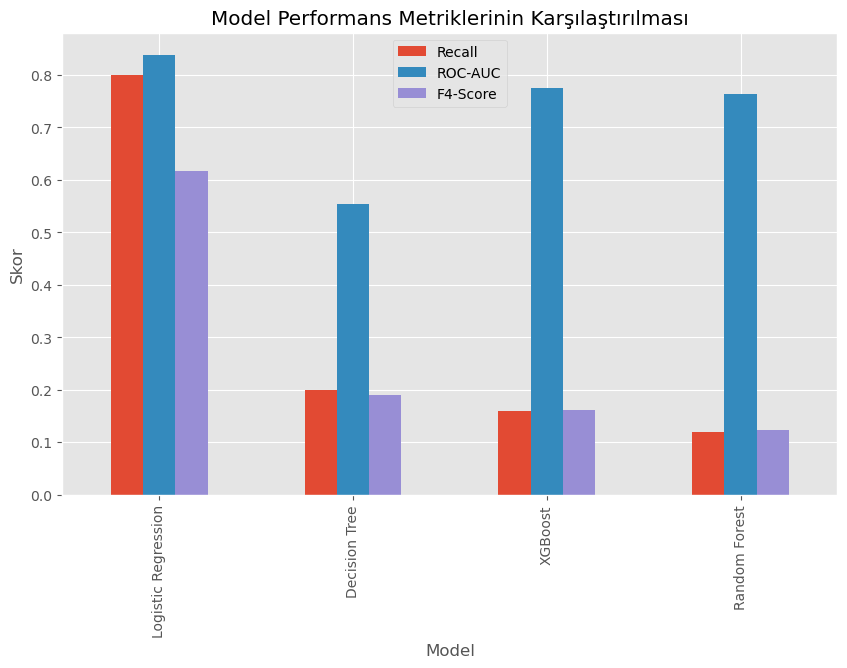 Model Performans Metriklerinin Karşılaştırılması
Recall
ROC-AUC
F4-Score
Skor
0.8
0.7
0.6
0.5
0.4
0.3
0.2
0.1
0.0
Logistic Regression
Decision Tree
XGBoost
Random Forest
Model